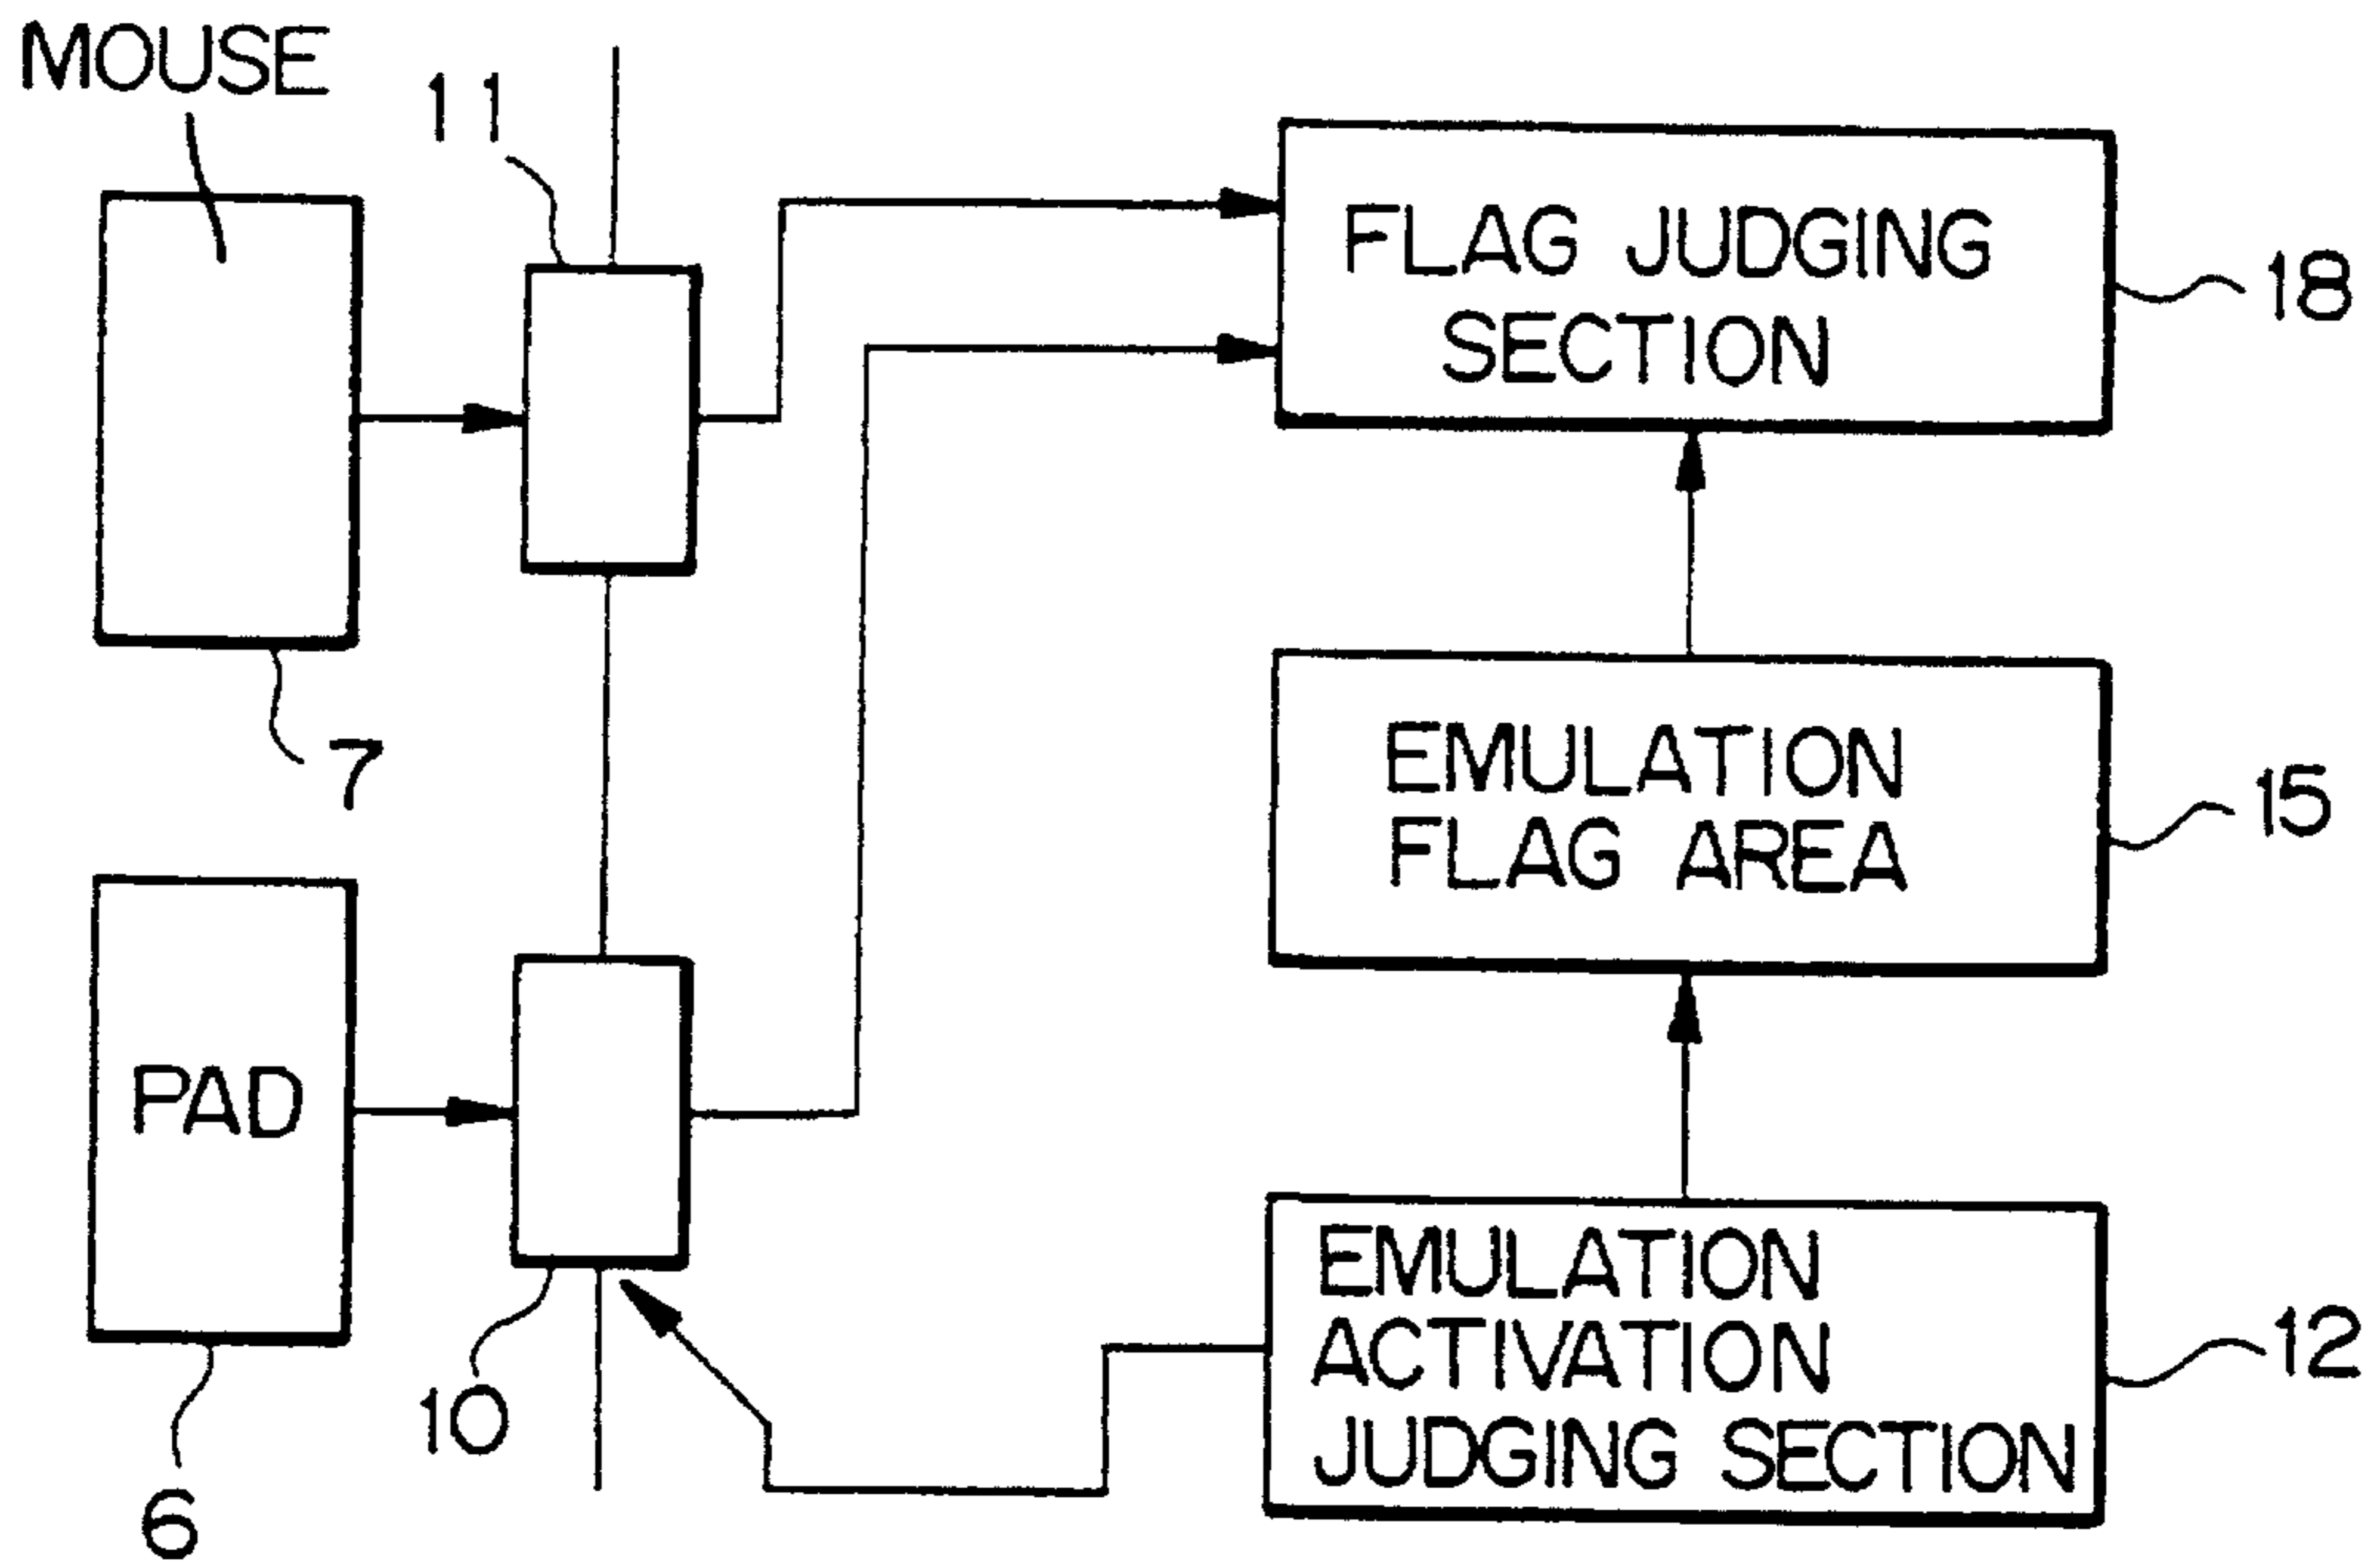 MOUSE
11
FLAG JUDGING
SECTION
18
7
EMULATION
FLAG AREA
15
PAD
10
6
EMULATION
ACTIVATION
JUDGING SECTION
12